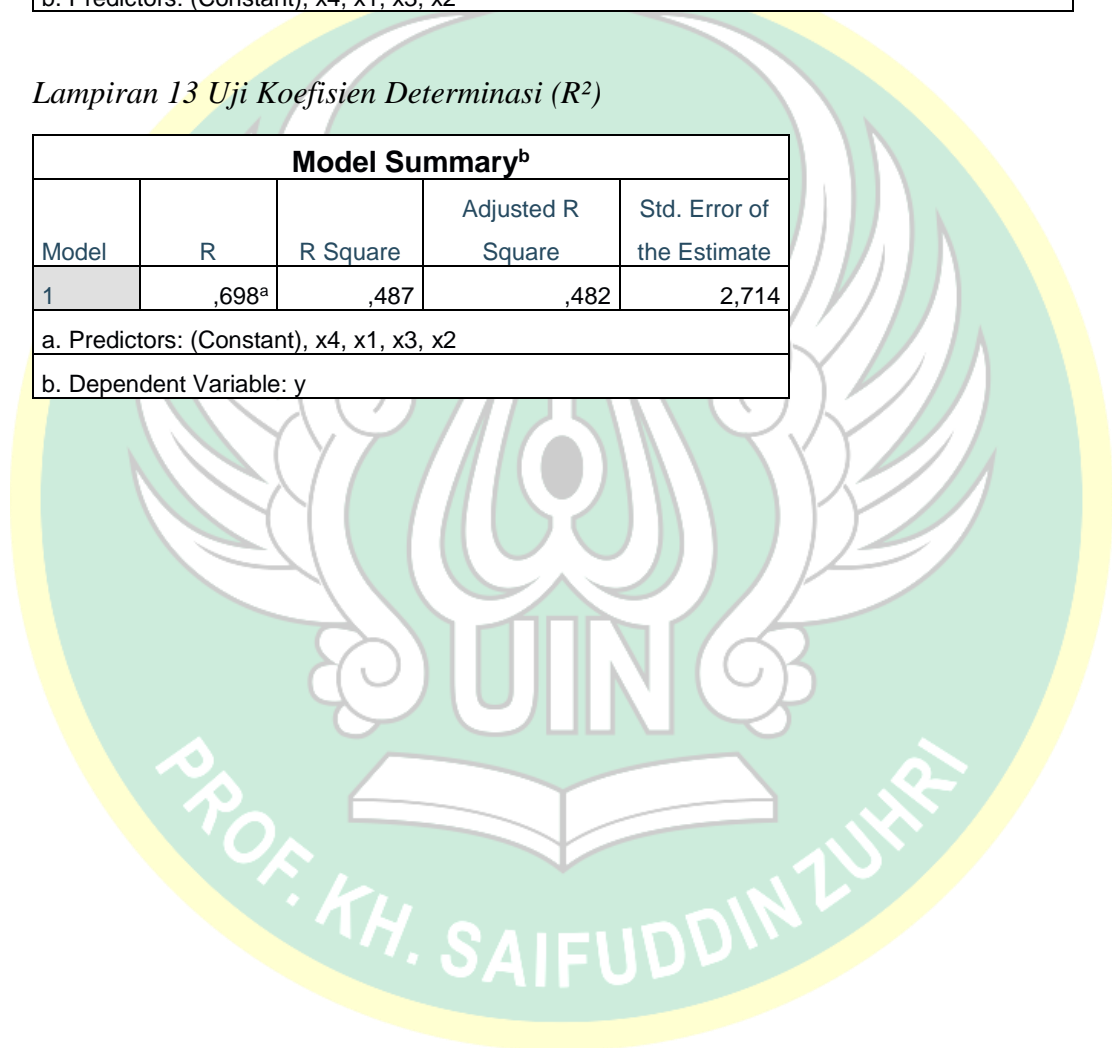 b. Predictors: (Constant), x4, x1, x3, x2
Lampiran 13 Uji Koefisien Determinasi (R²)
Model Summaryᵇ
Model R R Square Adjusted R Square Std. Error of the Estimate
1 ,698ᵃ ,487 ,482 2,714
a. Predictors: (Constant), x4, x1, x3, x2
b. Dependent Variable: y
UIN
PROF. KH. SAIFUDDIN ZUHRI